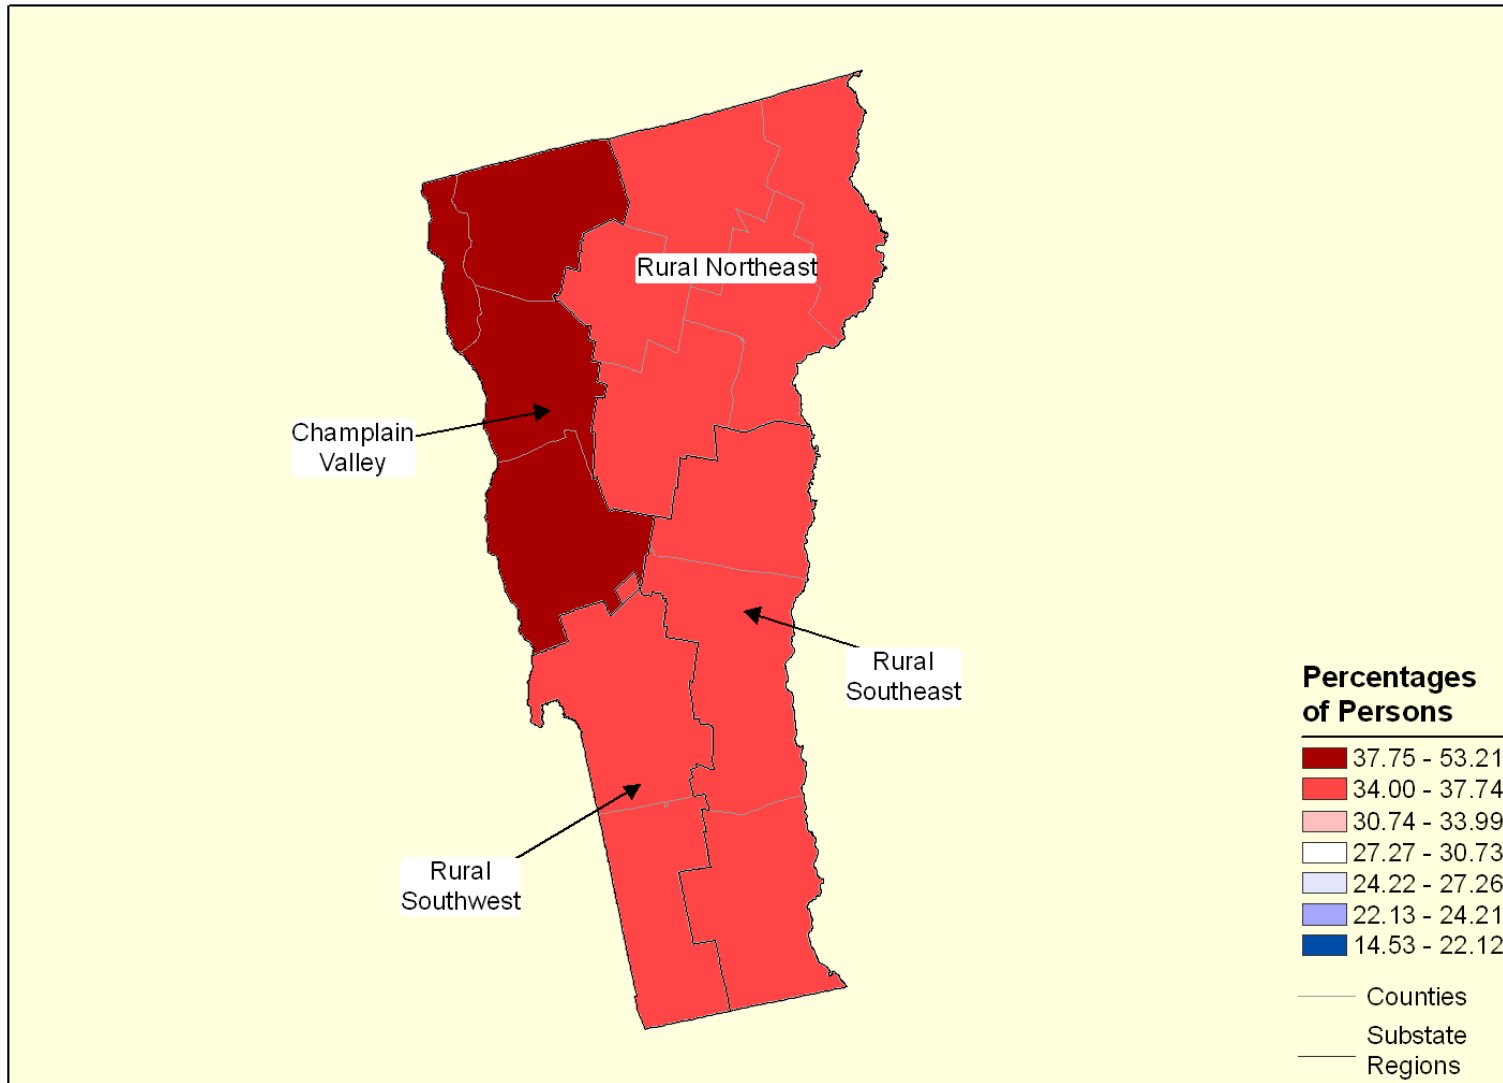 Rural Northeast
Champlain
Valley
Rural
Southeast
Rural
Southwest
Percentages
of Persons
37.75 - 53.21
34.00 - 37.74
30.74 - 33.99
27.27 - 30.73
24.22 - 27.26
22.13 - 24.21
14.53 - 22.12
Counties
Substate
Regions